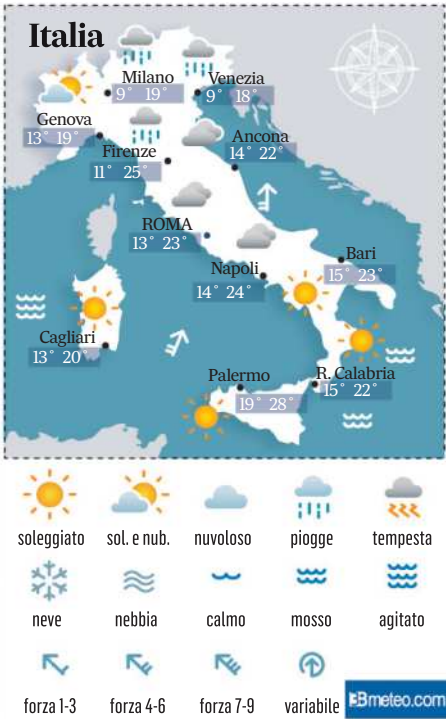 Italia
Milano
9° 19°
Venezia
9° 18°
Genova
13° 19°
Firenze
11° 25°
Ancona
14° 22°
ROMA
13° 23°
Napoli
14° 24°
Bari
15° 23°
Cagliari
13° 20°
Palermo
19° 28°
R. Calabria
15° 22°
soleggiato sol. e nub. nuvoloso piogge tempesta
neve nebbia calmo mosso agitato
forza 1-3 forza 4-6 forza 7-9 variabile
3Bmeteo.com